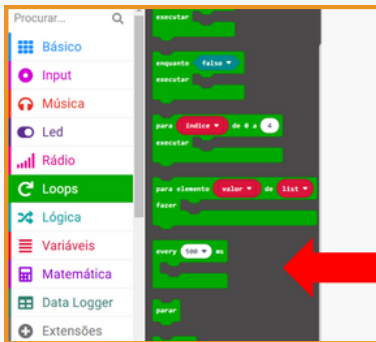 Procurar...
Básico
Input
Música
Led
Rádio
Loops
Lógica
Variáveis
Matemática
Data Logger
Extensões
executar
enquanto falso
executar
para índice de 0 a 4
executar
para elemento valor de list
fazer
every 500 ms
parar